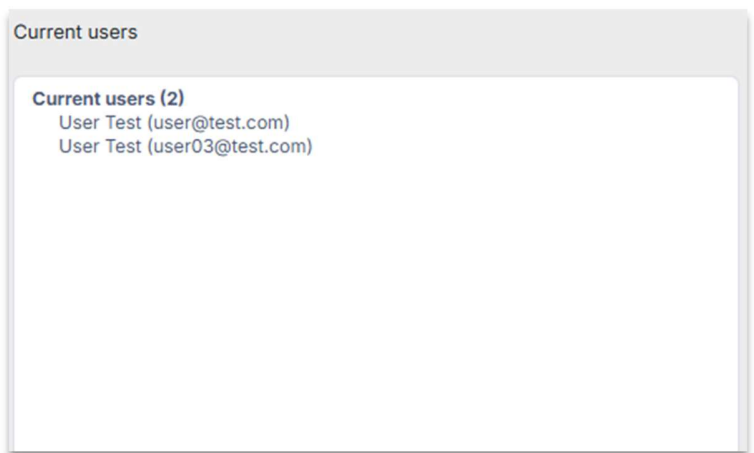 Current users
Current users (2)
User Test (user@test.com)
User Test (user03@test.com)